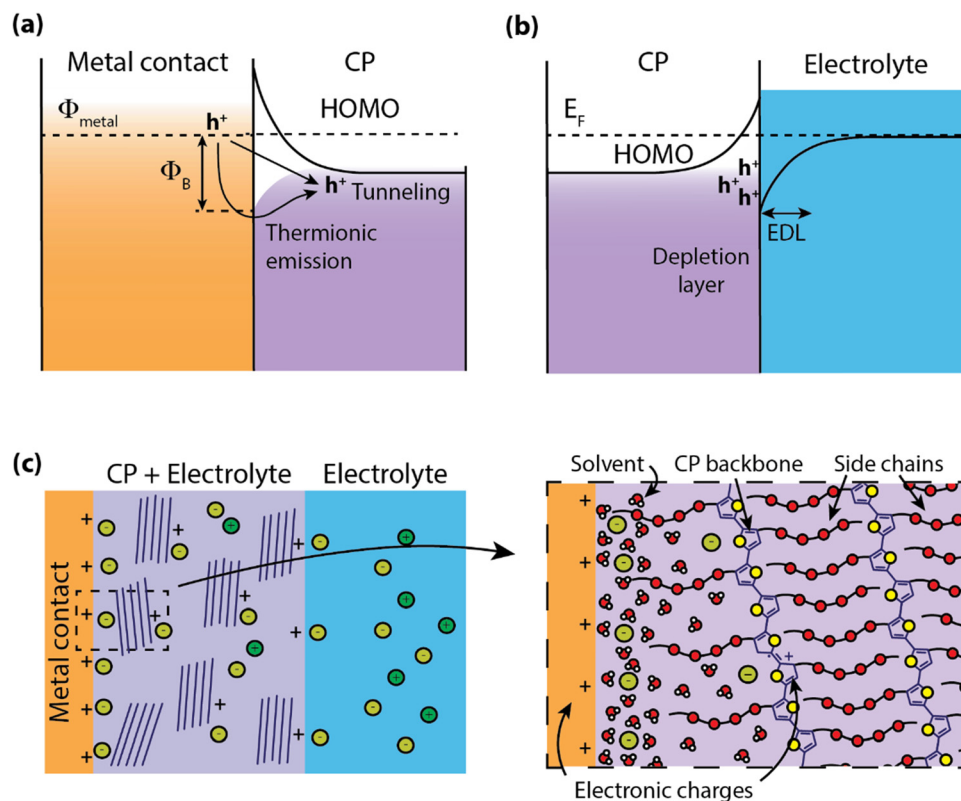 (a)
Metal contact CP
Φmetal
h+
HOMO
ΦB
h+ Tunneling
Thermionic
emission
(b)
CP Electrolyte
EF
HOMO
h+
h+
h+
EDL
Depletion
layer
(c)
CP + Electrolyte Electrolyte
Metal contact
Solvent CP backbone Side chains
Electronic charges